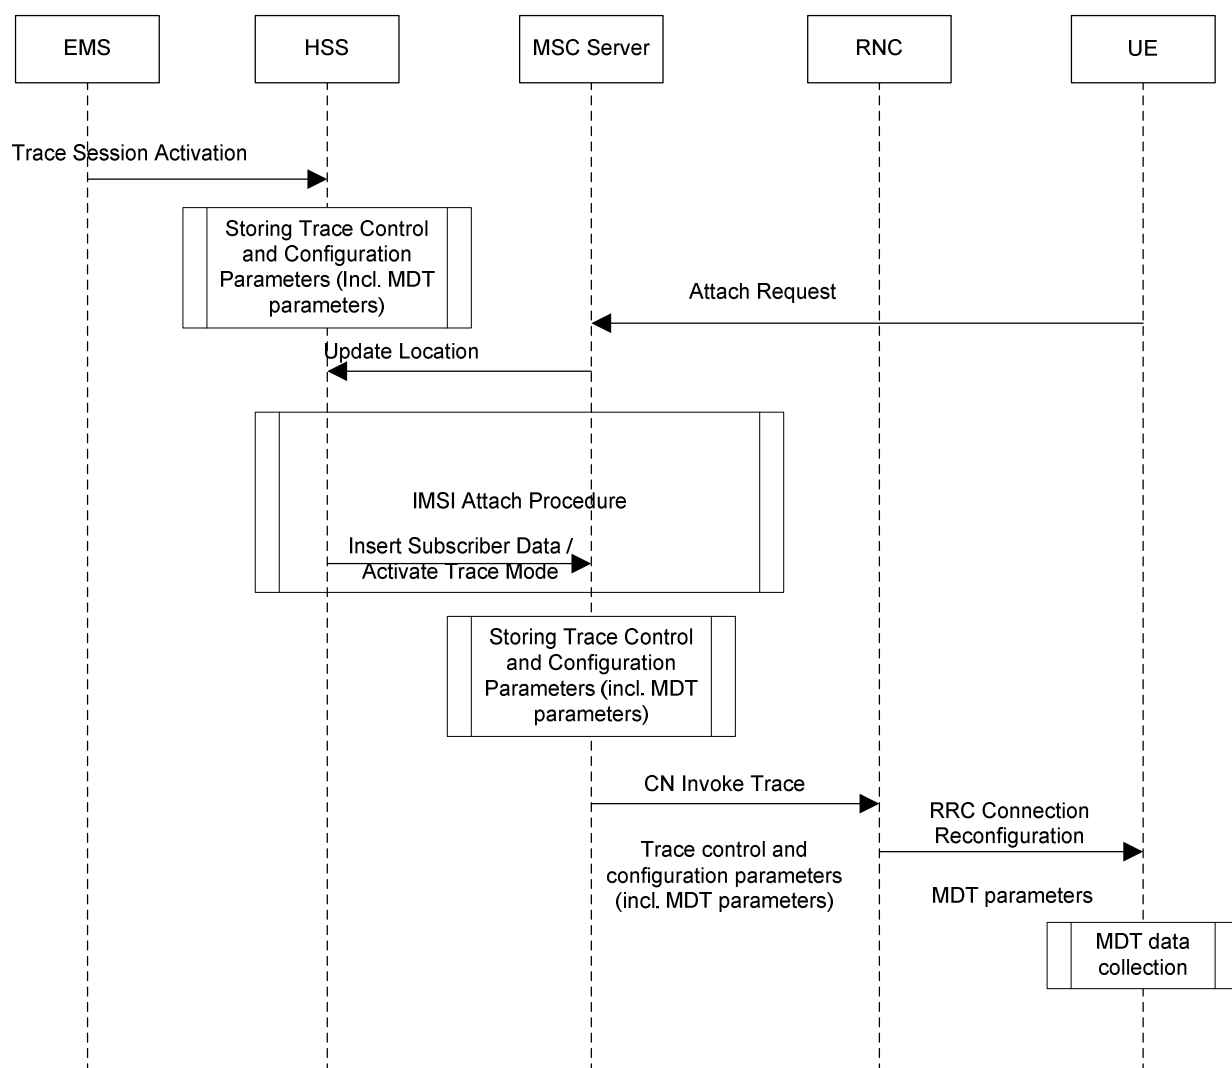 EMS
HSS
MSC Server
RNC
UE
Trace Session Activation
Storing Trace Control
and Configuration
Parameters (Incl. MDT
parameters)
Attach Request
Update Location
IMSI Attach Procedure
Insert Subscriber Data /
Activate Trace Mode
Storing Trace Control
and Configuration
Parameters (incl. MDT
parameters)
CN Invoke Trace
RRC Connection
Reconfiguration
Trace control and
configuration parameters
(incl. MDT parameters)
MDT parameters
MDT data
collection